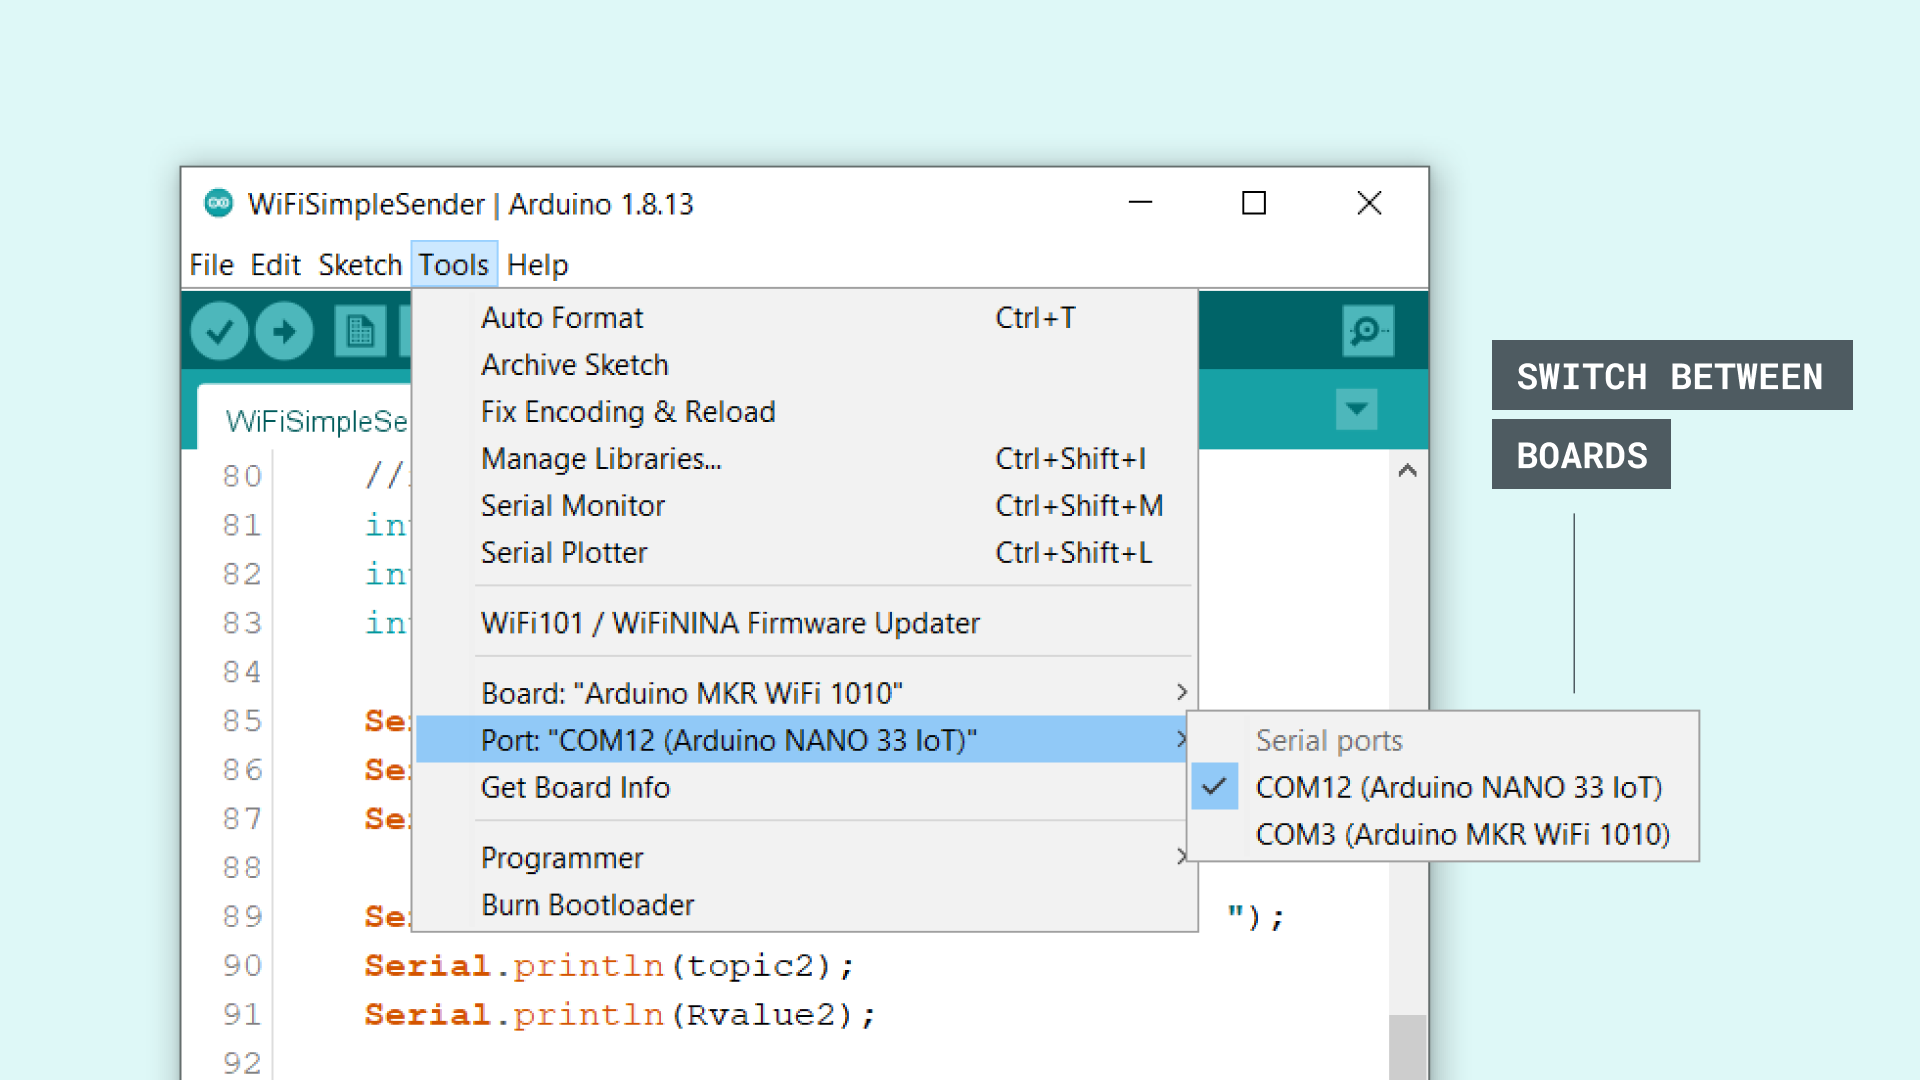 WiFiSimpleSender | Arduino 1.8.13
File Edit Sketch Tools Help
Auto Format Ctrl+T
Archive Sketch
Fix Encoding & Reload
Manage Libraries... Ctrl+Shift+I
Serial Monitor Ctrl+Shift+M
Serial Plotter Ctrl+Shift+L
WiFi101 / WiFiNINA Firmware Updater
Board: "Arduino MKR WiFi 1010"
Port: "COM12 (Arduino NANO 33 IoT)"
Get Board Info
Programmer
Burn Bootloader
Serial ports
COM12 (Arduino NANO 33 IoT)
COM3 (Arduino MKR WiFi 1010)
SWITCH BETWEEN
BOARDS
WiFiSimpleSe
80 //
81 in
82 in
83 in
84
85 Se
86 Se
87 Se
88
89 Se ");
90 Serial.println(topic2);
91 Serial.println(Rvalue2);
92